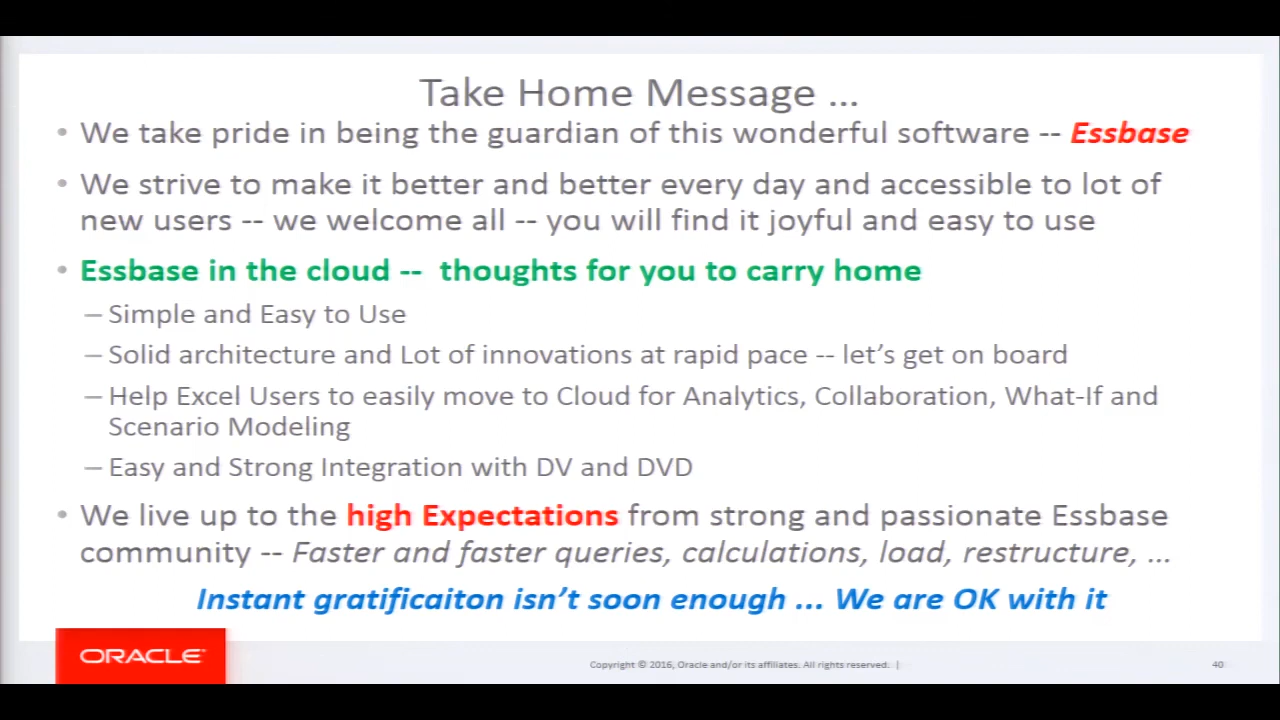 Take Home Message ...
• We take pride in being the guardian of this wonderful software -- Essbase
• We strive to make it better and better every day and accessible to lot of
new users -- we welcome all -- you will find it joyful and easy to use
• Essbase in the cloud -- thoughts for you to carry home
– Simple and Easy to Use
– Solid architecture and Lot of innovations at rapid pace -- let's get on board
– Help Excel Users to easily move to Cloud for Analytics, Collaboration, What-If and
Scenario Modeling
– Easy and Strong Integration with DV and DVD
• We live up to the high Expectations from strong and passionate Essbase
community -- Faster and faster queries, calculations, load, restructure, ...
Instant gratificaiton isn't soon enough ... We are OK with it
ORACLE
Copyright © 2016, Oracle and/or its affiliates. All rights reserved. |
40